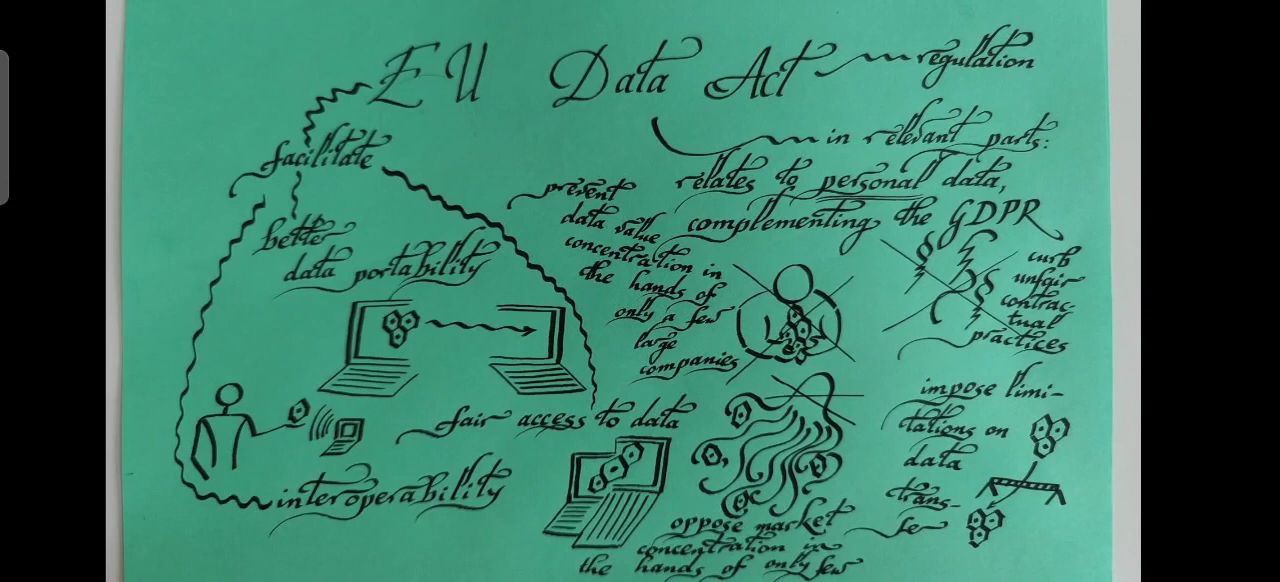 EU Data Act
regulation
in relevant parts:
relates to personal data,
complementing the GDPR
facilitate
better
data portability
prevent
data value
concentration in
the hands of
only a few
large
companies
curb
unfair
contrac-
tual
practices
fair access to data
interoperability
impose limi-
tations on
data
trans-
fer
oppose market
concentration in
the hands of only few